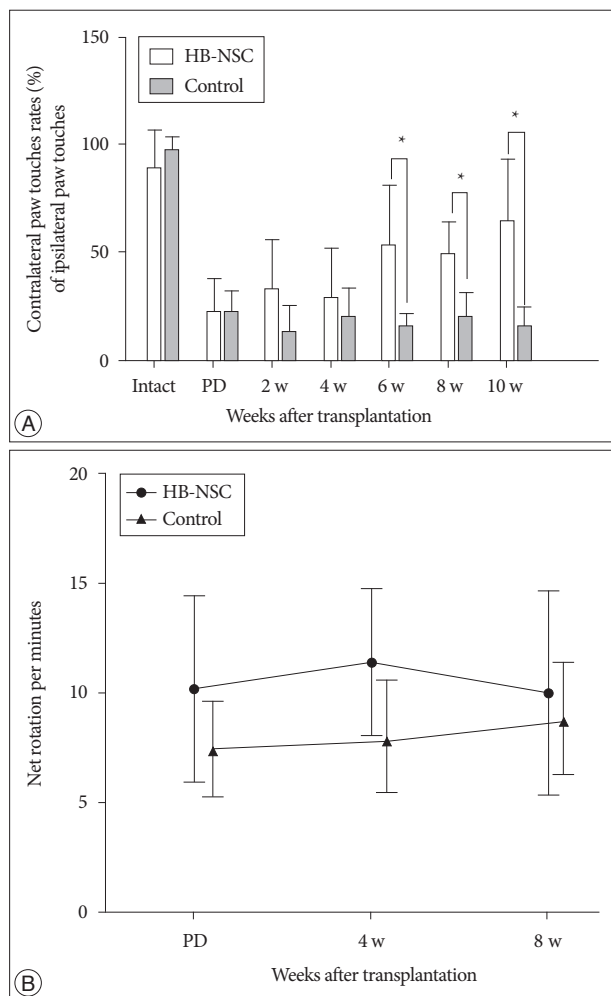 150
100
50
0
Contralateral paw touches rates (%)
of ipsilateral paw touches
HB-NSC
Control
*
*
*
Intact PD 2 w 4 w 6 w 8 w 10 w
Weeks after transplantation
A
20
15
10
5
0
Net rotation per minutes
HB-NSC
Control
PD 4 w 8 w
Weeks after transplantation
B